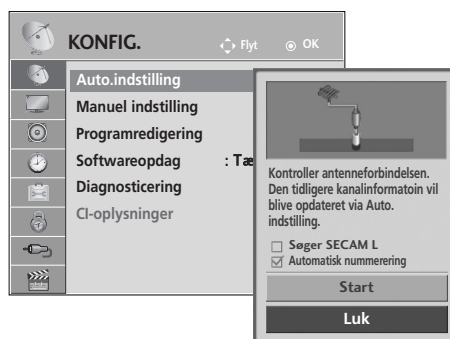 KONFIG.
Flyt
OK
Auto.indstilling
Manuel indstilling
Programredigering
Softwareopdag : Tæ
Diagnosticering
CI-oplysninger
Kontroller antenneforbindelsen.
Den tidligere kanalinformatoin vil
blive opdateret via Auto.
indstilling.
Søger SECAM L
Automatisk nummerering
Start
Luk